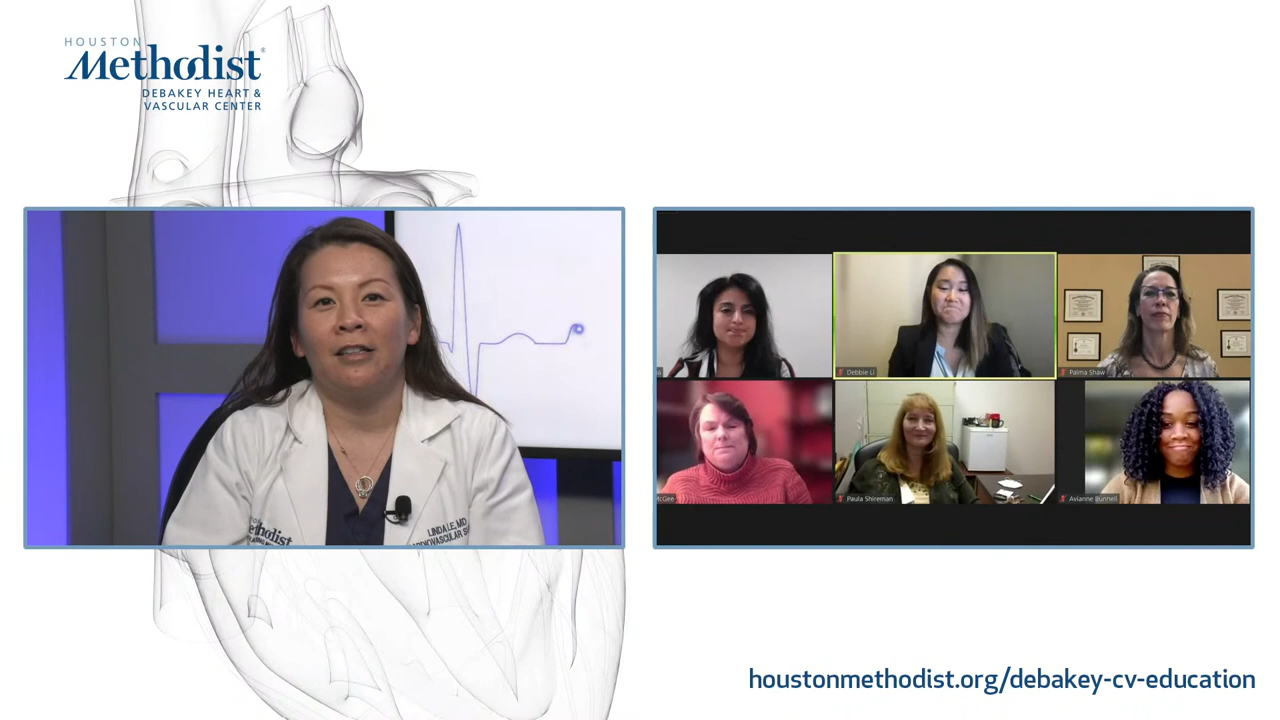 HOUSTON
Methodist®
DEBAKEY HEART &
VASCULAR CENTER
Debbie Li
Palma Shaw
McGee
Paula Shireman
Avianne Bunnell
LINDA LE, MD
houstonmethodist.org/debakey-cv-education